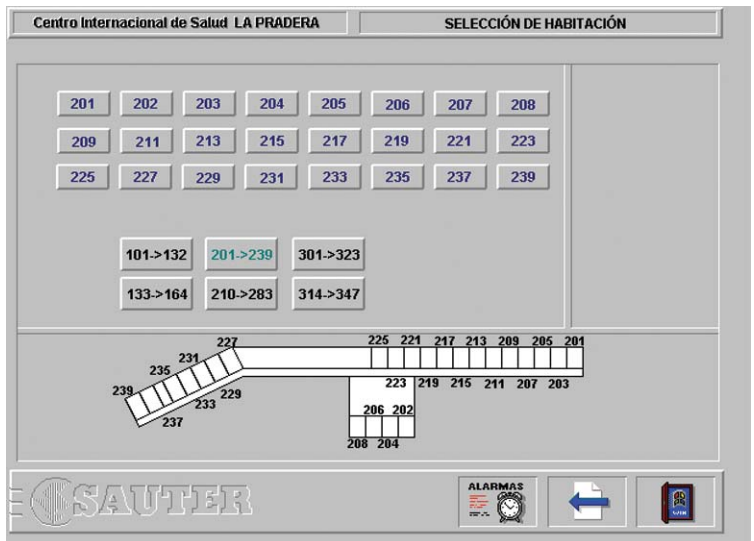 Centro Internacional de Salud LA PRADERA
SELECCIÓN DE HABITACIÓN
201 202 203 204 205 206 207 208
209 211 213 215 217 219 221 223
225 227 229 231 233 235 237 239
101->132 201->239 301->323
133->164 210->283 314->347
227 225 221 217 213 209 205 201
231
235
239
223 219 215 211 207 203
229
233
237
206 202
208 204
SAUTER
ALARMAS
WIN